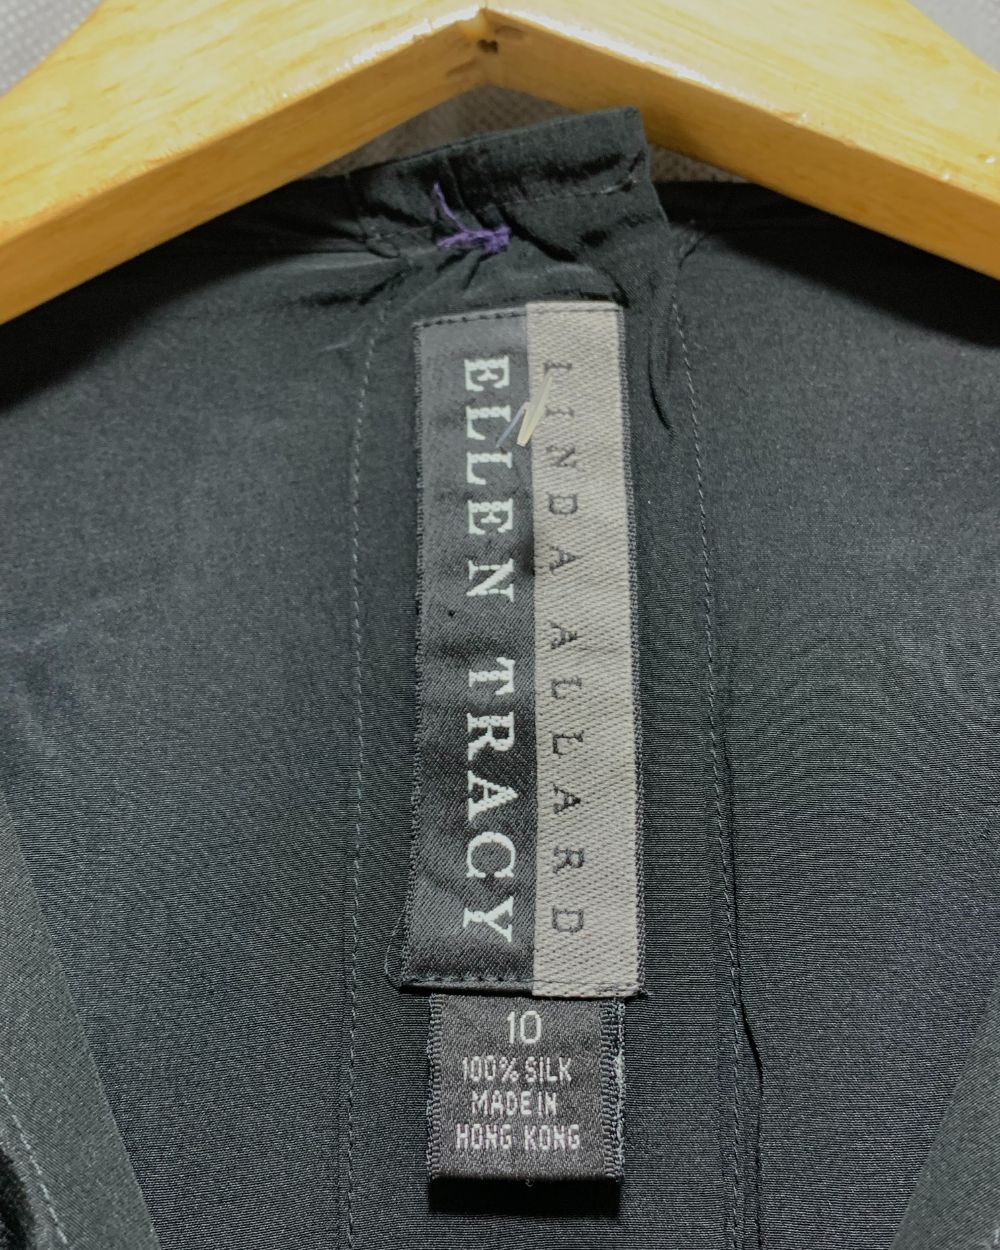 LINDA ALLARD
ELLEN TRACY
10
100% SILK
MADE IN
HONG KONG